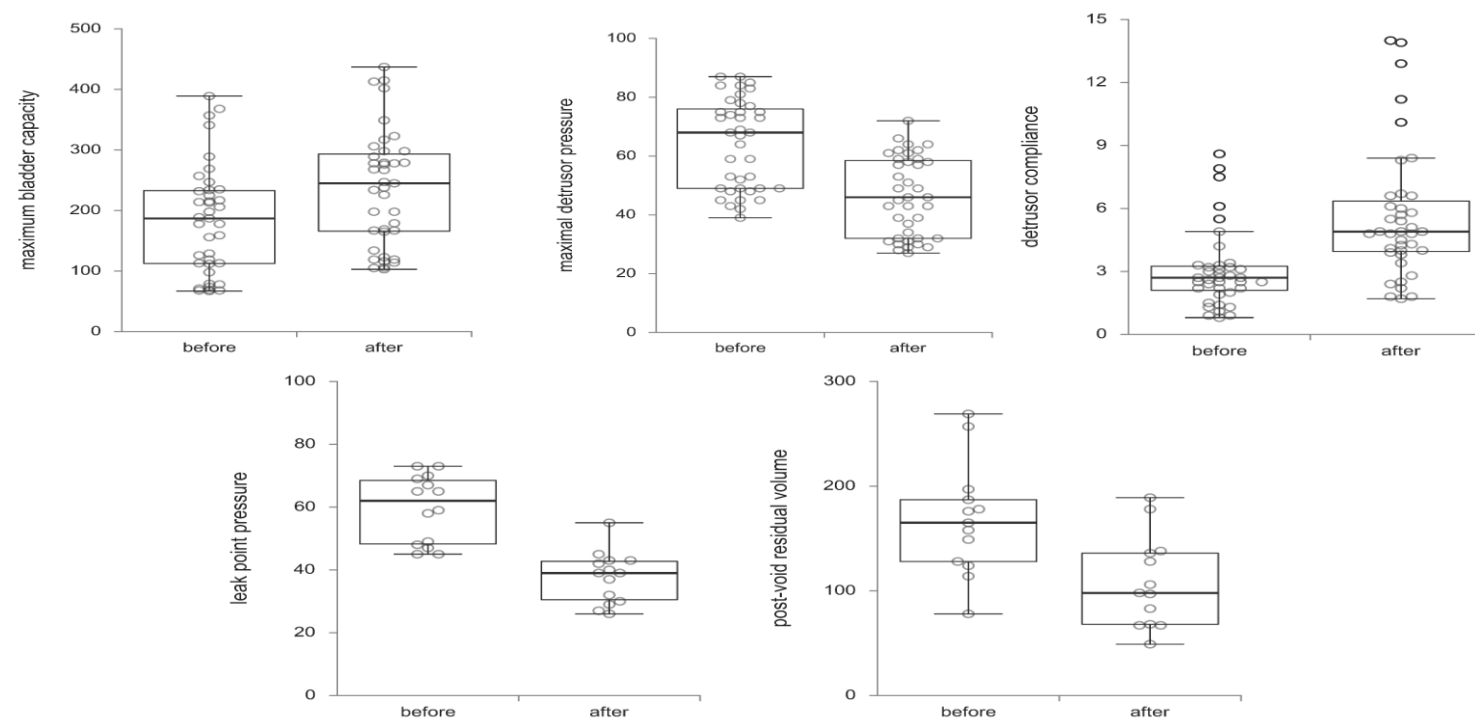 maximum bladder capacity
500
400
300
200
100
0
before after
maximal detrusor pressure
100
80
60
40
20
0
before after
detrusor compliance
15
12
9
6
3
0
before after
leak point pressure
100
80
60
40
20
0
before after
post-void residual volume
300
200
100
0
before after